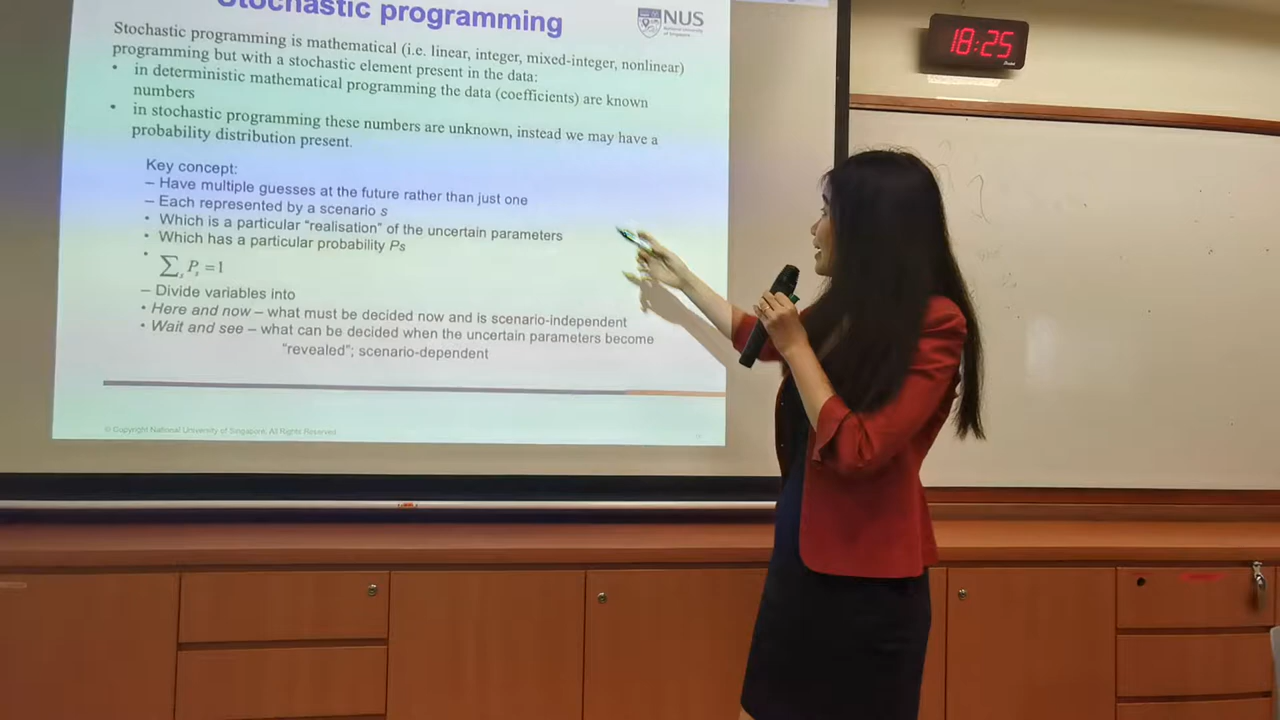 Stochastic programming
NUS
National University
of Singapore
Stochastic programming is mathematical (i.e. linear, integer, mixed-integer, nonlinear)
programming but with a stochastic element present in the data:
• in deterministic mathematical programming the data (coefficients) are known
numbers
• in stochastic programming these numbers are unknown, instead we may have a
probability distribution present.
Key concept:
– Have multiple guesses at the future rather than just one
– Each represented by a scenario s
• Which is a particular “realisation” of the uncertain parameters
• Which has a particular probability Ps
• ∑ₛ Pₛ = 1
– Divide variables into
• Here and now – what must be decided now and is scenario-independent
• Wait and see – what can be decided when the uncertain parameters become
“revealed”; scenario-dependent
© Copyright National University of Singapore. All Rights Reserved.
18:25